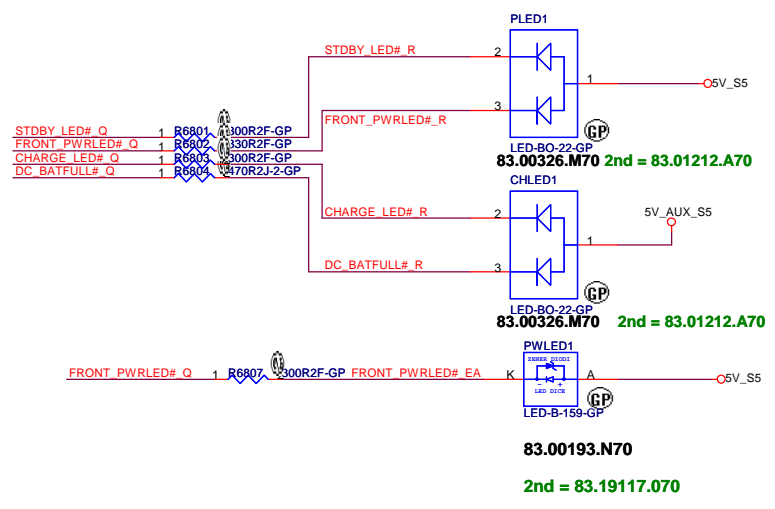 PLED1
STDBY_LED#_R
2
1
5V_S5
3
FRONT_PWRLED#_R
STDBY_LED#_Q
1
R6801
300R2F-GP
FRONT_PWRLED#_Q
1
R6802
330R2F-GP
CHARGE_LED#_Q
1
R6803
300R2F-GP
DC_BATFULL#_Q
1
R6804
470R2J-2-GP
GP
LED-BO-22-GP
83.00326.M70 2nd = 83.01212.A70
CHLED1
CHARGE_LED#_R
2
5V_AUX_S5
1
DC_BATFULL#_R
3
GP
LED-BO-22-GP
83.00326.M70 2nd = 83.01212.A70
PWLED1
ZENER DIODI
FRONT_PWRLED#_Q
1
R6807
300R2F-GP
FRONT_PWRLED#_EA
K
A
5V_S5
- +
LED DICE
GP
LED-B-159-GP
83.00193.N70
2nd = 83.19117.070